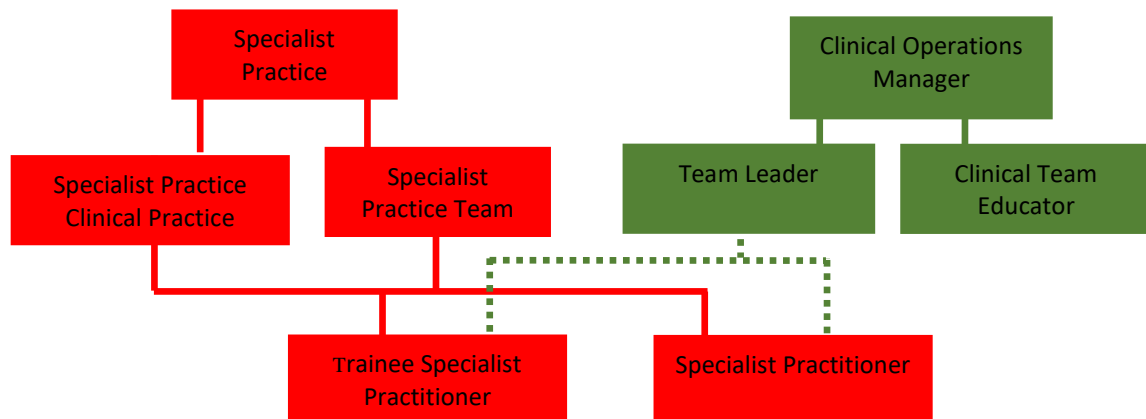 Specialist
Practice
Clinical Operations
Manager
Specialist Practice
Clinical Practice
Specialist
Practice Team
Team Leader
Clinical Team
Educator
Trainee Specialist
Practitioner
Specialist Practitioner